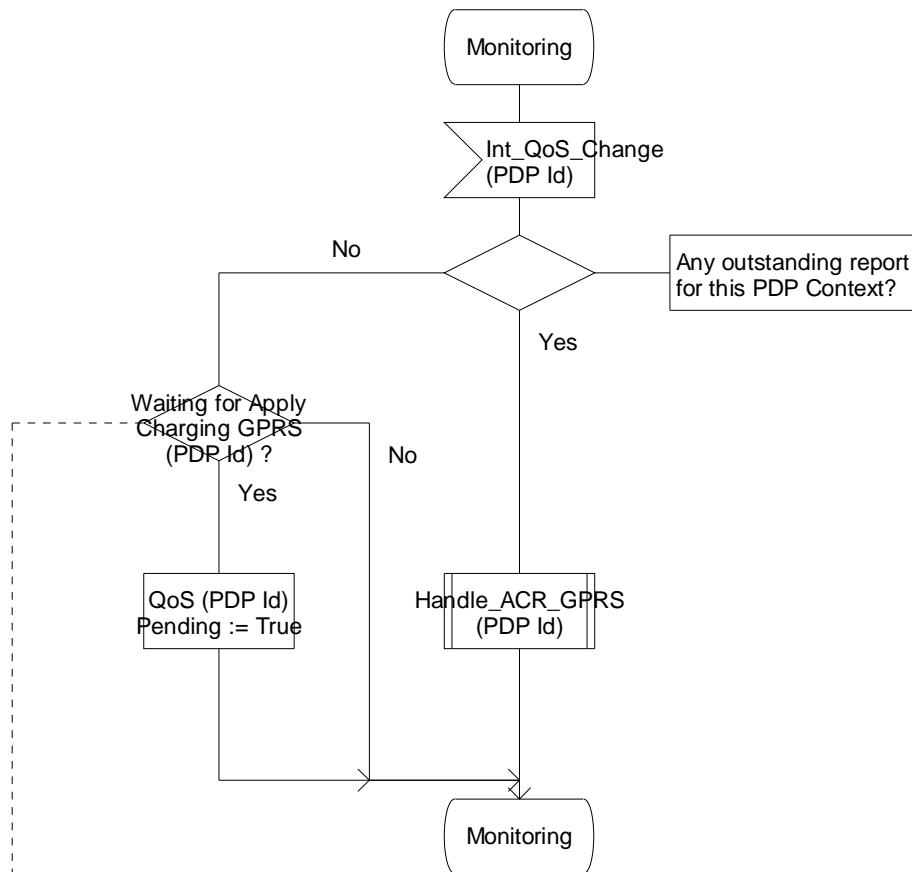 Monitoring
Int_QoS_Change
(PDP Id)
No
Any outstanding report
for this PDP Context?
Yes
Waiting for Apply
Charging GPRS
(PDP Id) ?
No
Yes
QoS (PDP Id)
Pending := True
Handle_ACR_GPRS
(PDP Id)
Monitoring